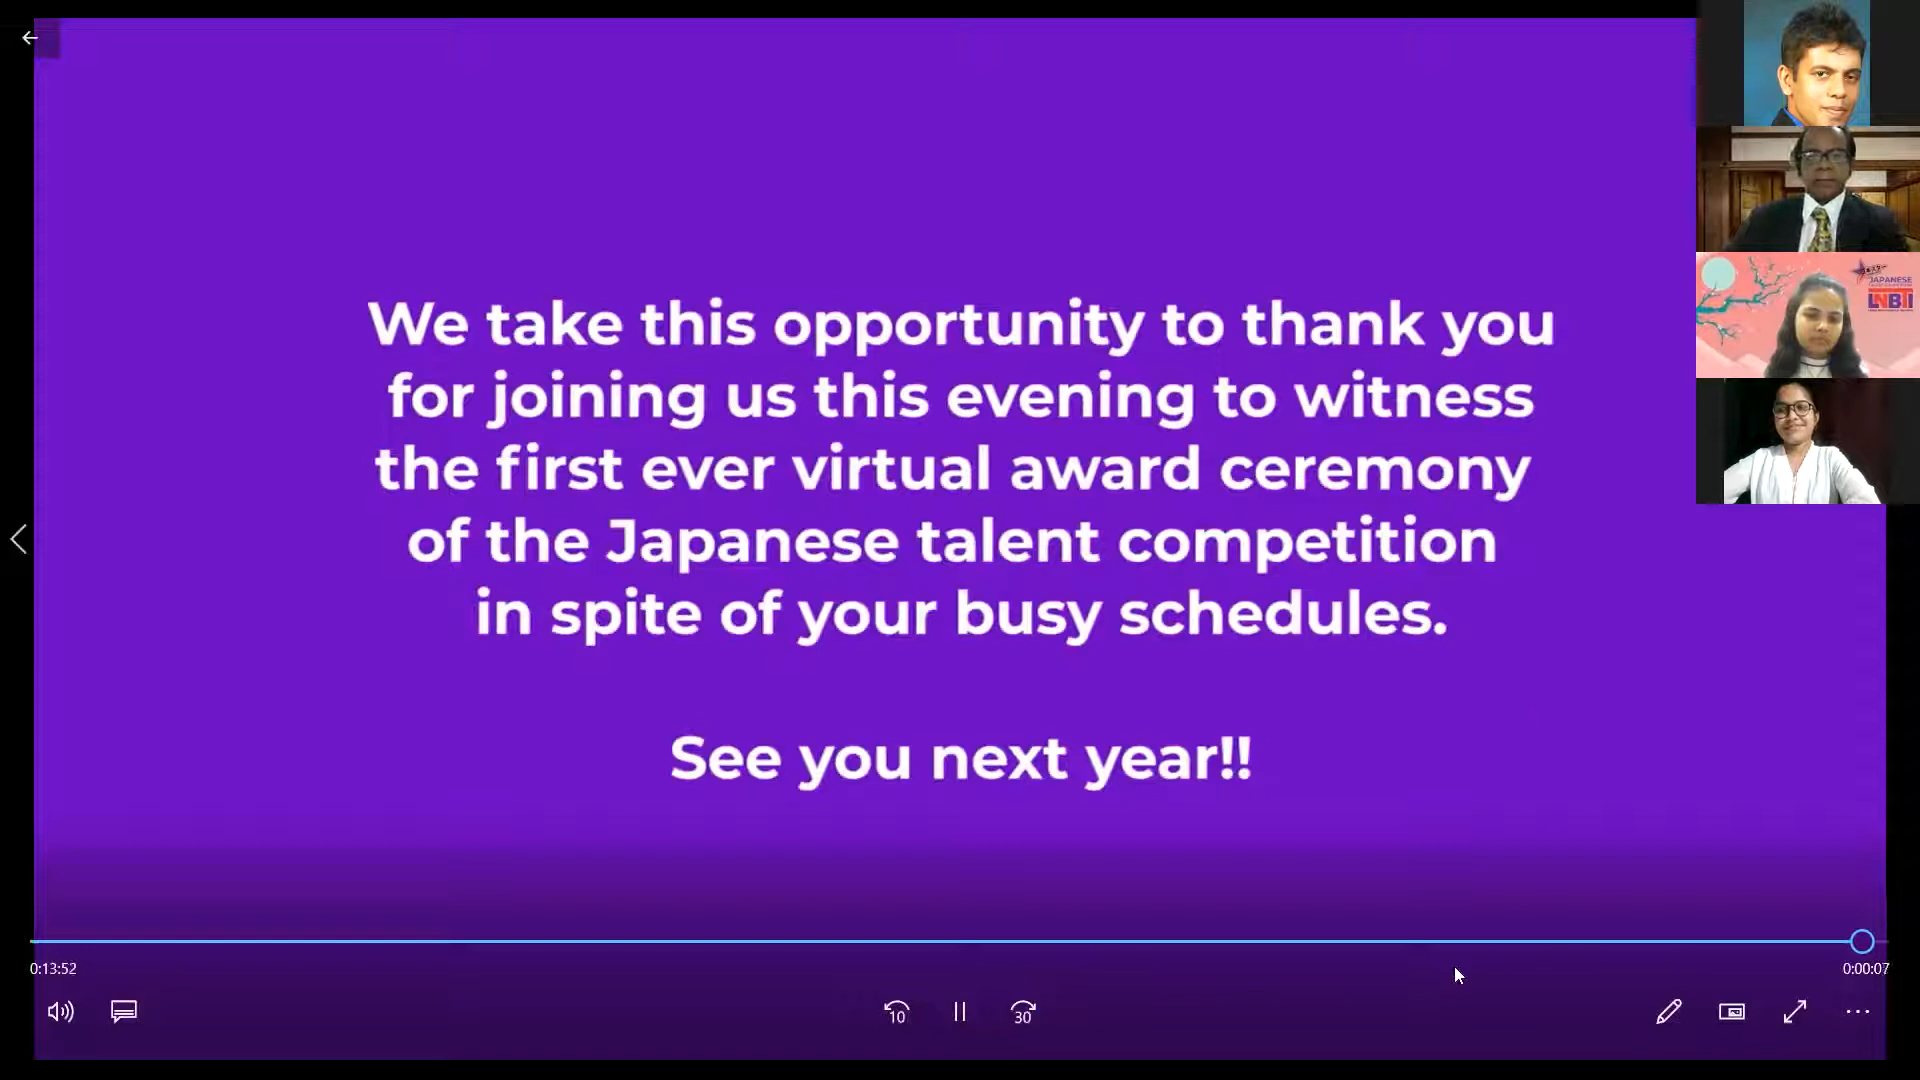 We take this opportunity to thank you
for joining us this evening to witness
the first ever virtual award ceremony
of the Japanese talent competition
in spite of your busy schedules.
See you next year!!
JAPANESE
LNBTI
0:13:52
0:00:07
10
30